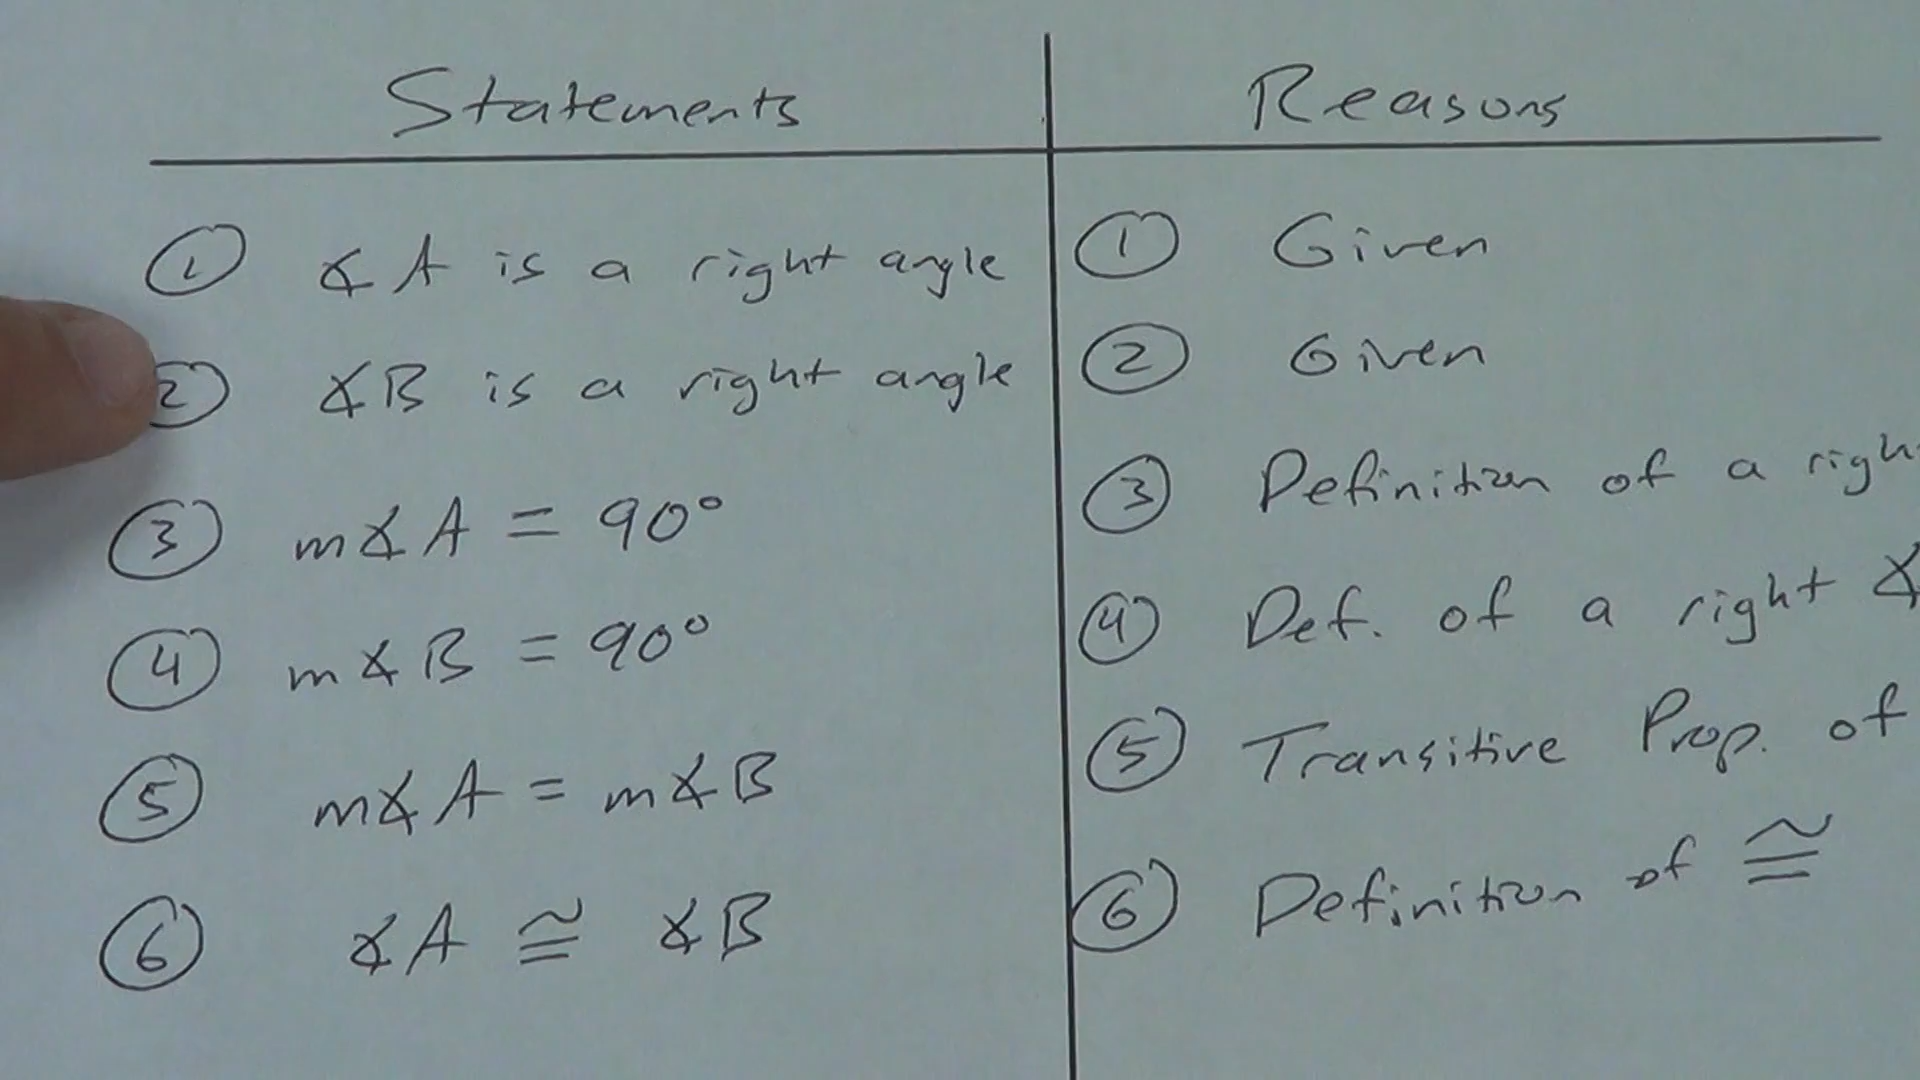 Statements Reasons
① ∡A is a right angle ① Given
② ∡B is a right angle ② Given
③ m∡A = 90° ③ Definition of a righ
④ m∡B = 90° ④ Def. of a right ∡
⑤ m∡A = m∡B ⑤ Transitive Prop. of
⑥ ∡A ≅ ∡B ⑥ Definition of ≅